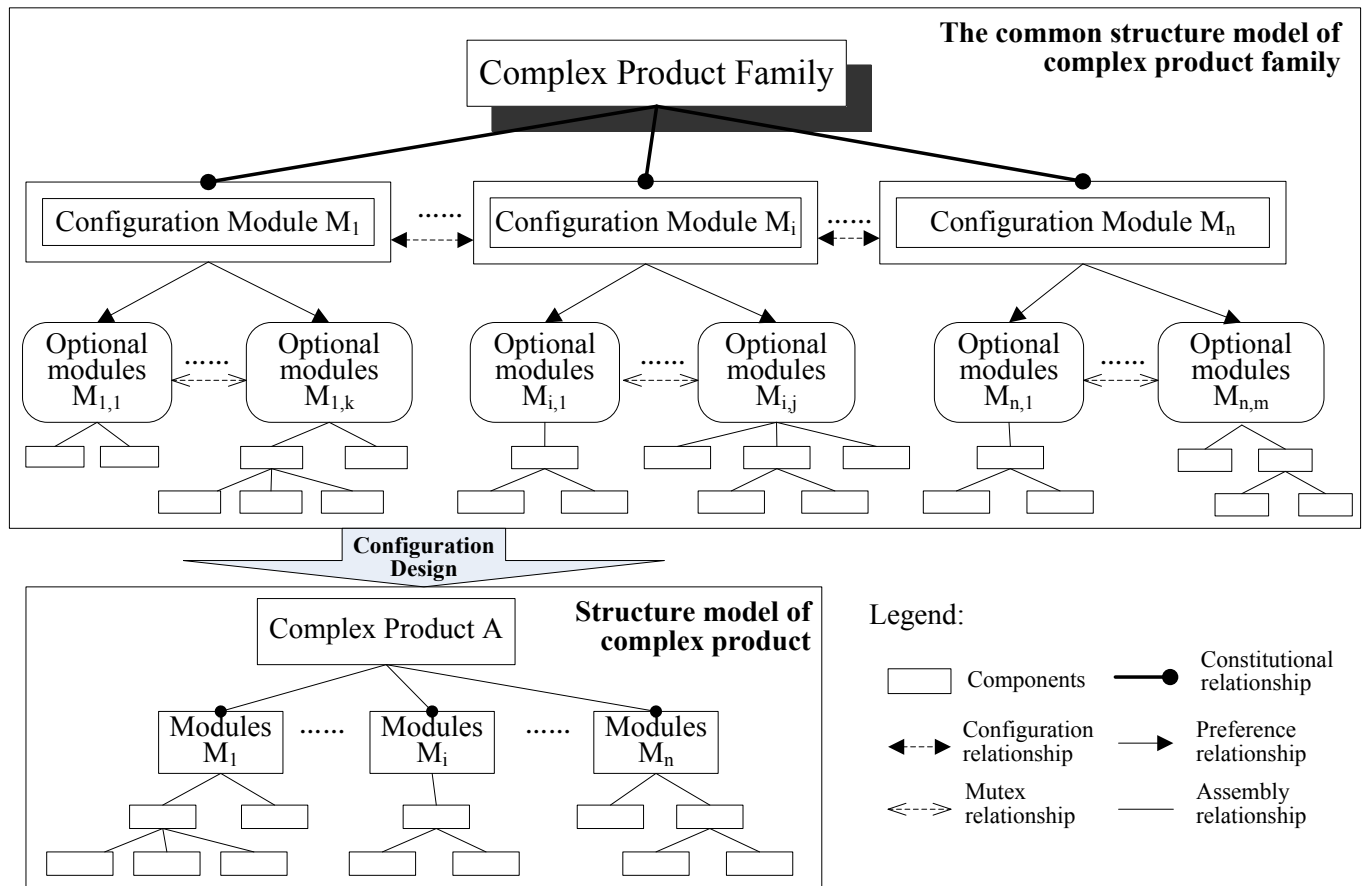 The common structure model of
complex product family
Complex Product Family
Configuration Module M1
......
Configuration Module Mi
......
Configuration Module Mn
Optional
modules
M1,1
......
Optional
modules
M1,k
Optional
modules
Mi,1
......
Optional
modules
Mi,j
Optional
modules
Mn,1
......
Optional
modules
Mn,m
Configuration
Design
Structure model of
complex product
Complex Product A
Modules
M1
......
Modules
Mi
......
Modules
Mn
Legend:
Components
Constitutional
relationship
Configuration
relationship
Preference
relationship
Mutex
relationship
Assembly
relationship